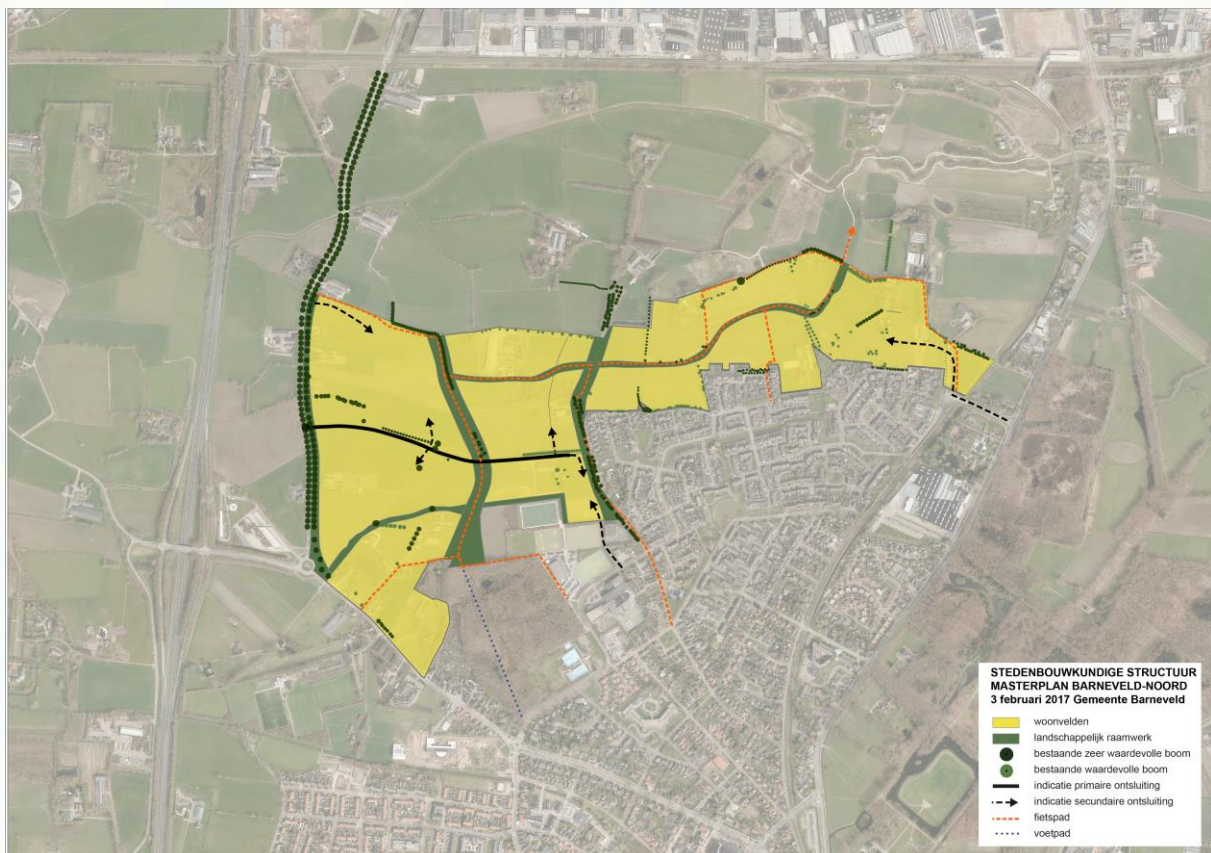 STEDENBOUWKUNDIGE STRUCTUUR
MASTERPLAN BARNEVELD-NOORD
3 februari 2017 Gemeente Barneveld
woonvelden
landschappelijk raamwerk
bestaande zeer waardevolle boom
bestaande waardevolle boom
indicatie primaire ontsluiting
indicatie secundaire ontsluiting
fietspad
voetpad